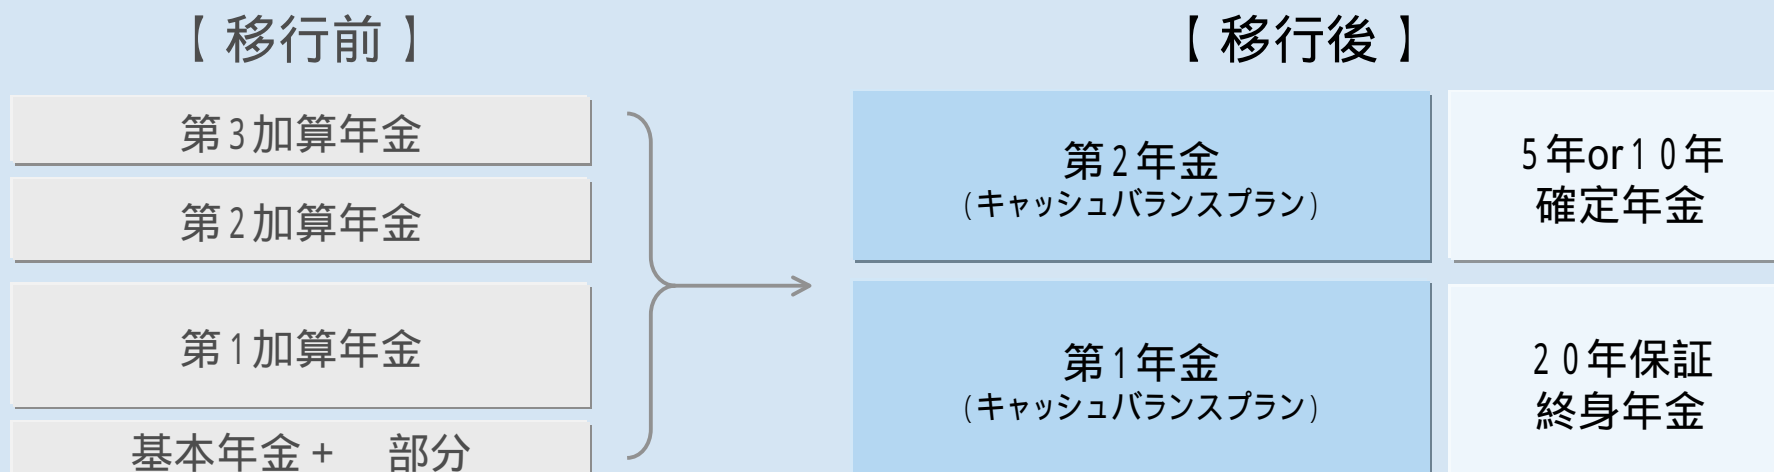 【移行前】
第3加算年金
第2加算年金
第1加算年金
基本年金+　部分
【移行後】
第2年金
(キャッシュバランスプラン)
5年or10年
確定年金
第1年金
(キャッシュバランスプラン)
20年保証
終身年金